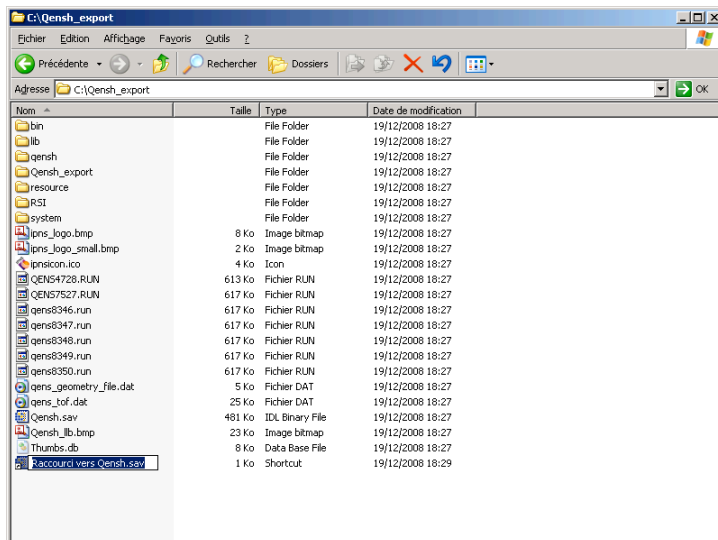 C:\Qensh_export
Fichier Edition Affichage Favoris Outils ?
Précédente Rechercher Dossiers
Adresse C:\Qensh_export OK
Nom Taille Type Date de modification
bin File Folder 19/12/2008 18:27
lib File Folder 19/12/2008 18:27
qensh File Folder 19/12/2008 18:27
Qensh_export File Folder 19/12/2008 18:27
resource File Folder 19/12/2008 18:27
RSI File Folder 19/12/2008 18:27
system File Folder 19/12/2008 18:27
ipns_logo.bmp 8 Ko Image bitmap 19/12/2008 18:27
ipns_logo_small.bmp 2 Ko Image bitmap 19/12/2008 18:27
ipnsicon.ico 4 Ko Icon 19/12/2008 18:27
QENS4728.RUN 613 Ko Fichier RUN 19/12/2008 18:27
QENS7527.RUN 617 Ko Fichier RUN 19/12/2008 18:27
qens8346.run 617 Ko Fichier RUN 19/12/2008 18:27
qens8347.run 617 Ko Fichier RUN 19/12/2008 18:27
qens8348.run 617 Ko Fichier RUN 19/12/2008 18:27
qens8349.run 617 Ko Fichier RUN 19/12/2008 18:27
qens8350.run 617 Ko Fichier RUN 19/12/2008 18:27
qens_geometry_file.dat 5 Ko Fichier DAT 19/12/2008 18:27
qens_tof.dat 25 Ko Fichier DAT 19/12/2008 18:27
Qensh.sav 481 Ko IDL Binary File 19/12/2008 18:27
Qensh_llb.bmp 23 Ko Image bitmap 19/12/2008 18:27
Thumbs.db 8 Ko Data Base File 19/12/2008 18:27
Raccourci vers Qensh.sav 1 Ko Shortcut 19/12/2008 18:29